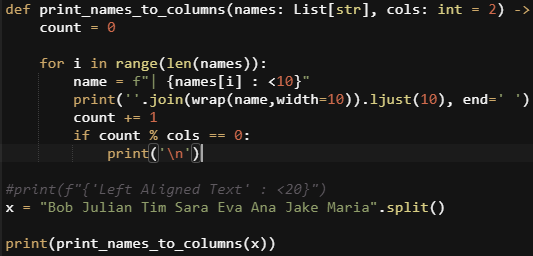 def print_names_to_columns(names: List[str], cols: int = 2) ->
    count = 0

    for i in range(len(names)):
        name = f"| {names[i] : <10}"
        print(''.join(wrap(name,width=10)).ljust(10), end=' ')
        count += 1
        if count % cols == 0:
            print('\n')

#print(f"{'Left Aligned Text' : <20}")
x = "Bob Julian Tim Sara Eva Ana Jake Maria".split()

print(print_names_to_columns(x))